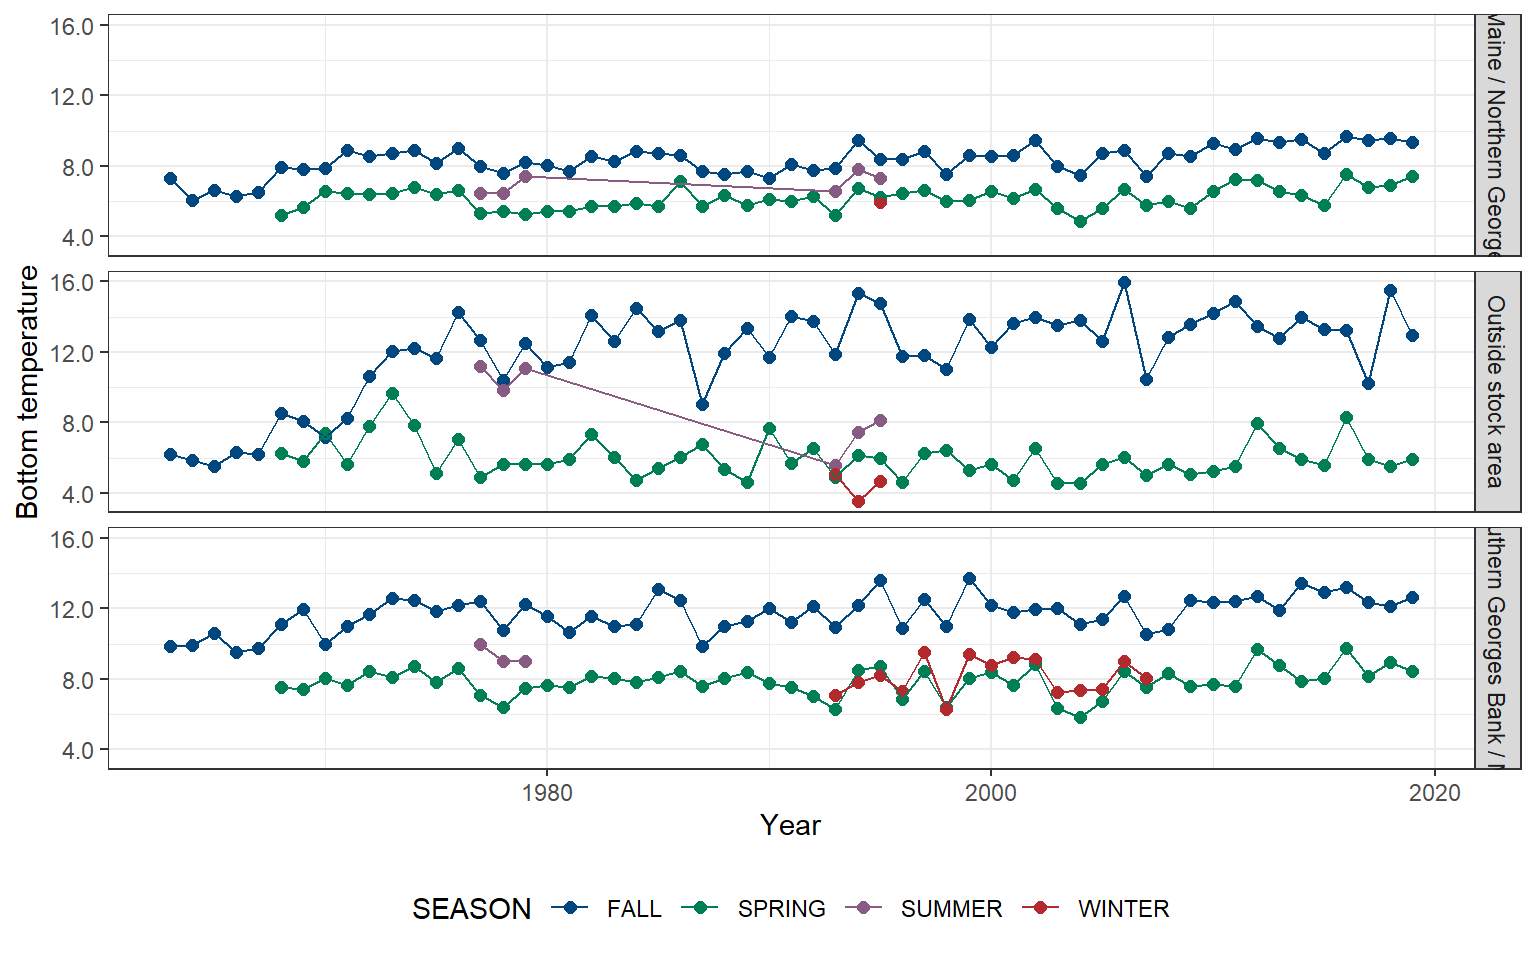 16.0
12.0
8.0
4.0
Maine / Northern George
16.0
12.0
8.0
4.0
Outside stock area
16.0
12.0
8.0
4.0
Georges Bank /
Bottom temperature
1980
2000
2020
Year
SEASON FALL SPRING SUMMER WINTER